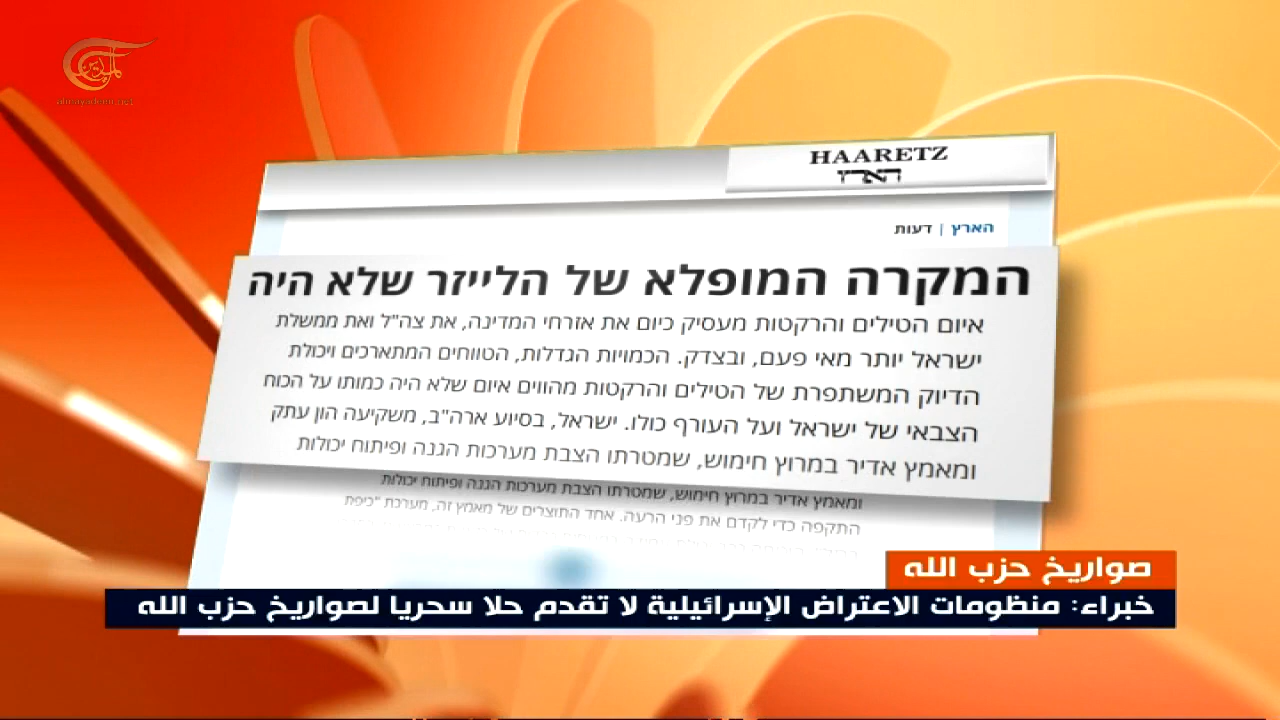 الميادين
almayadeen.net
HAARETZ
הארץ
הארץ | דעות
המקרה המופלא של הלייזר שלא היה
איום הטילים והרקטות מעסיק כיום את אזרחי המדינה, את צה"ל ואת ממשלת
ישראל יותר מאי פעם, ובצדק. הכמויות הגדלות, הטווחים המתארכים ויכולת
הדיוק המשתפרת של הטילים והרקטות מהווים איום שלא היה כמותו על הכוח
הצבאי של ישראל ועל העורף כולו. ישראל, בסיוע ארה"ב, משקיעה הון עתק
ומאמץ אדיר במרוץ חימוש, שמטרתו הצבת מערכות הגנה ופיתוח יכולות
ומאמץ אדיר במרוץ חימוש, שמטרתו הצבת מערכות הגנה ופיתוח יכולות
התקפה כדי לקדם את פני הרעה. אחד התוצרים של מאמץ זה, מערכת "כיפת
صواريخ حزب الله
خبراء: منظومات الاعتراض الإسرائيلية لا تقدم حلا سحريا لصواريخ حزب الله